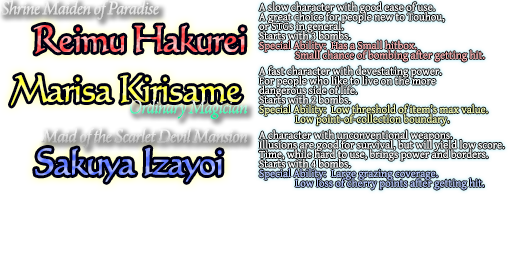 Shrine Maiden of Paradise
Reimu Hakurei
A slow character with good ease of use.
A great choice for people new to Touhou,
or STGs in general.
Starts with 3 bombs.
Special Ability: Has a Small hitbox.
Small chance of bombing after getting hit.
Marisa Kirisame
Ordinary Magician
A fast character with devestating power.
For people who like to live on the more
dangerous side of life.
Starts with 2 bombs.
Special Ability: Low threshold of item's max value.
Low point-of-collection boundary.
Maid of the Scarlet Devil Mansion
Sakuya Izayoi
A character with unconventional weapons.
Illusions are good for survival, but will yield low score.
Time, while hard to use, brings power and borders.
Starts with 4 bombs.
Special Ability: Large grazing coverage.
Low loss of cherry points after getting hit.